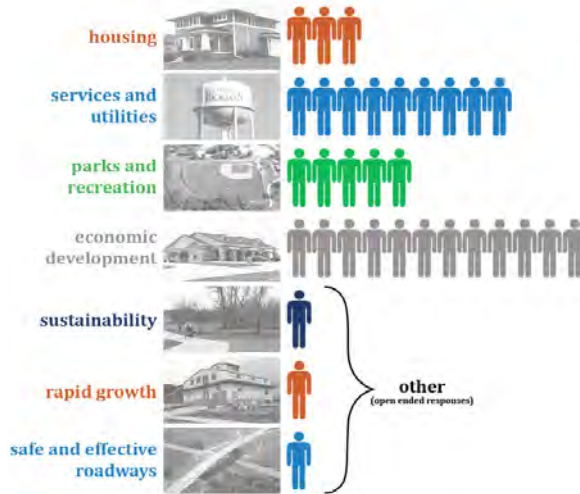 housing
services and
utilities
parks and
recreation
economic
development
sustainability
rapid growth
other
(open ended responses)
safe and effective
roadways